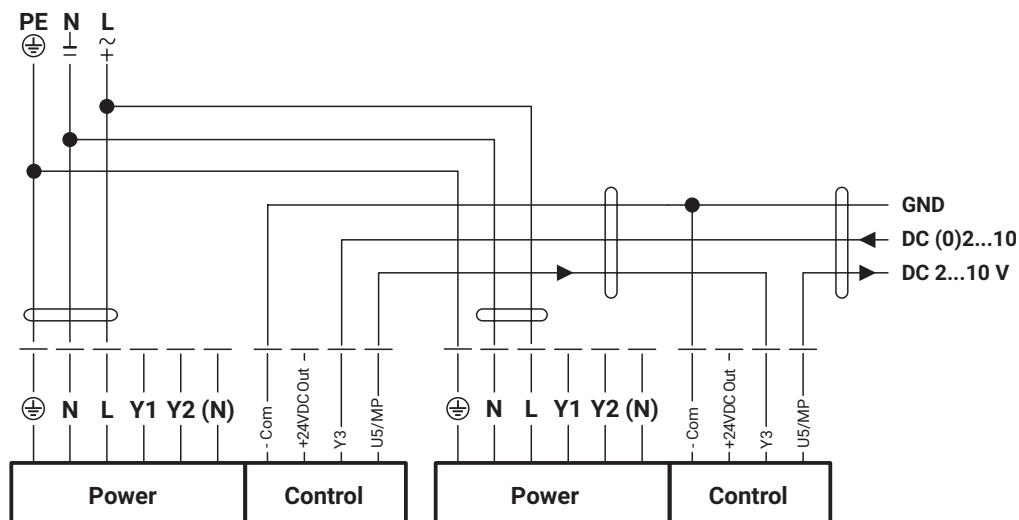 PE N L
GND
DC (0)2...10
DC 2...10 V
N L Y1 Y2 (N)
- Com
+24VDC Out
Y3
U5/MP
N L Y1 Y2 (N)
- Com
+24VDC Out
Y3
U5/MP
Power
Control
Power
Control